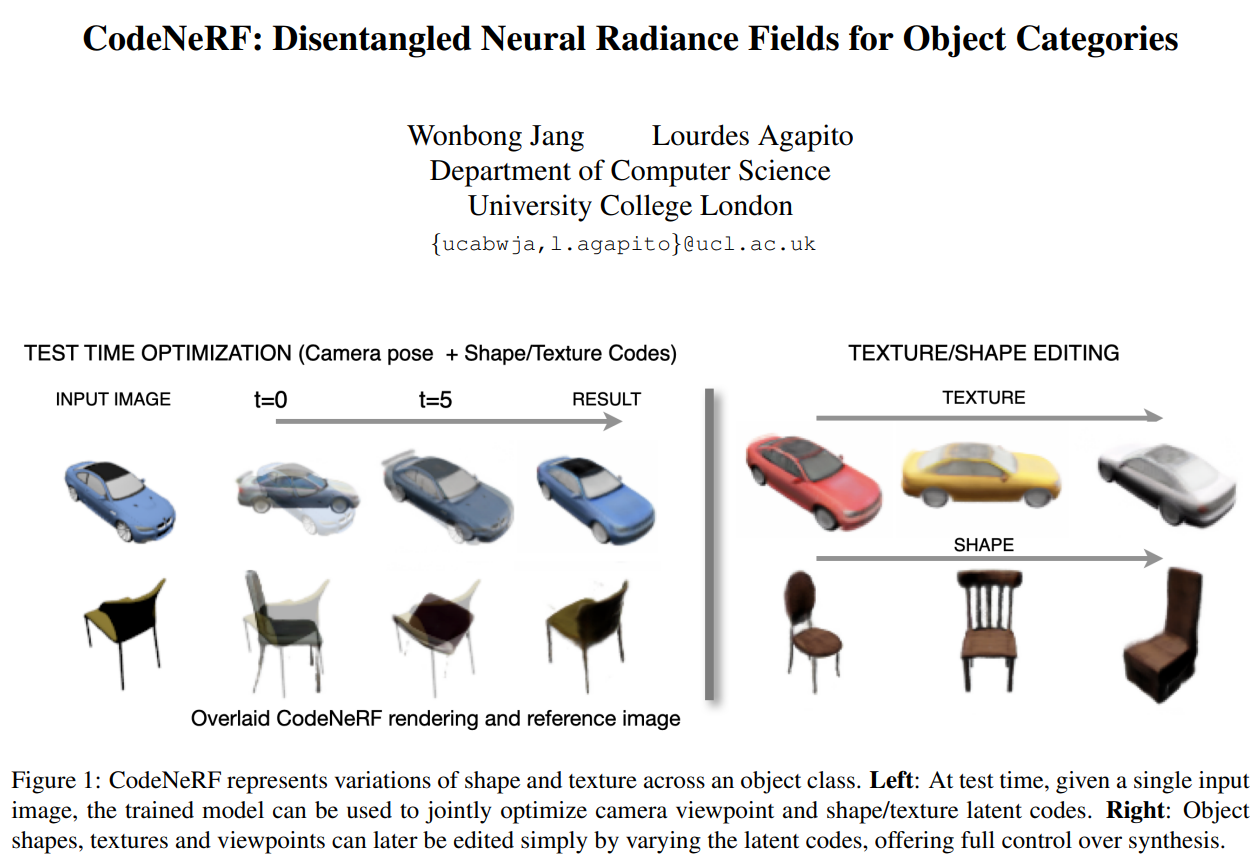 CodeNeRF: Disentangled Neural Radiance Fields for Object Categories
Wonbong Jang Lourdes Agapito
Department of Computer Science
University College London
{ucabwja,l.agapito}@ucl.ac.uk
TEST TIME OPTIMIZATION (Camera pose + Shape/Texture Codes)
INPUT IMAGE t=0 t=5 RESULT
Overlaid CodeNeRF rendering and reference image
TEXTURE/SHAPE EDITING
TEXTURE
SHAPE
Figure 1: CodeNeRF represents variations of shape and texture across an object class. Left: At test time, given a single input
image, the trained model can be used to jointly optimize camera viewpoint and shape/texture latent codes. Right: Object
shapes, textures and viewpoints can later be edited simply by varying the latent codes, offering full control over synthesis.